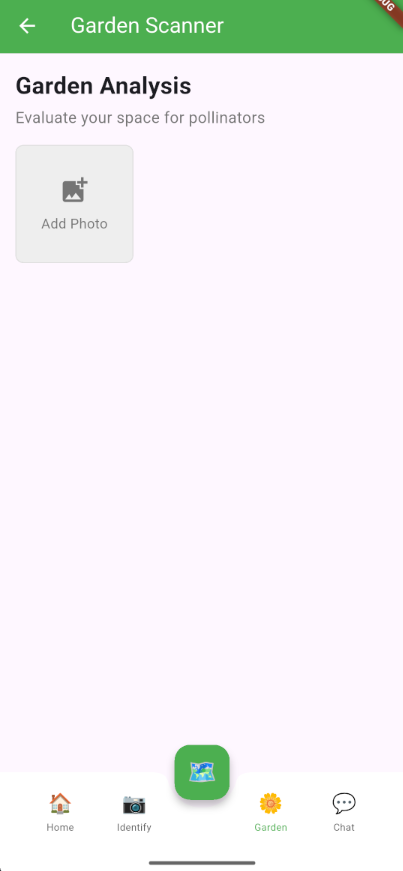 Garden Scanner
Garden Analysis
Evaluate your space for pollinators
Add Photo
Home
Identify
Garden
Chat